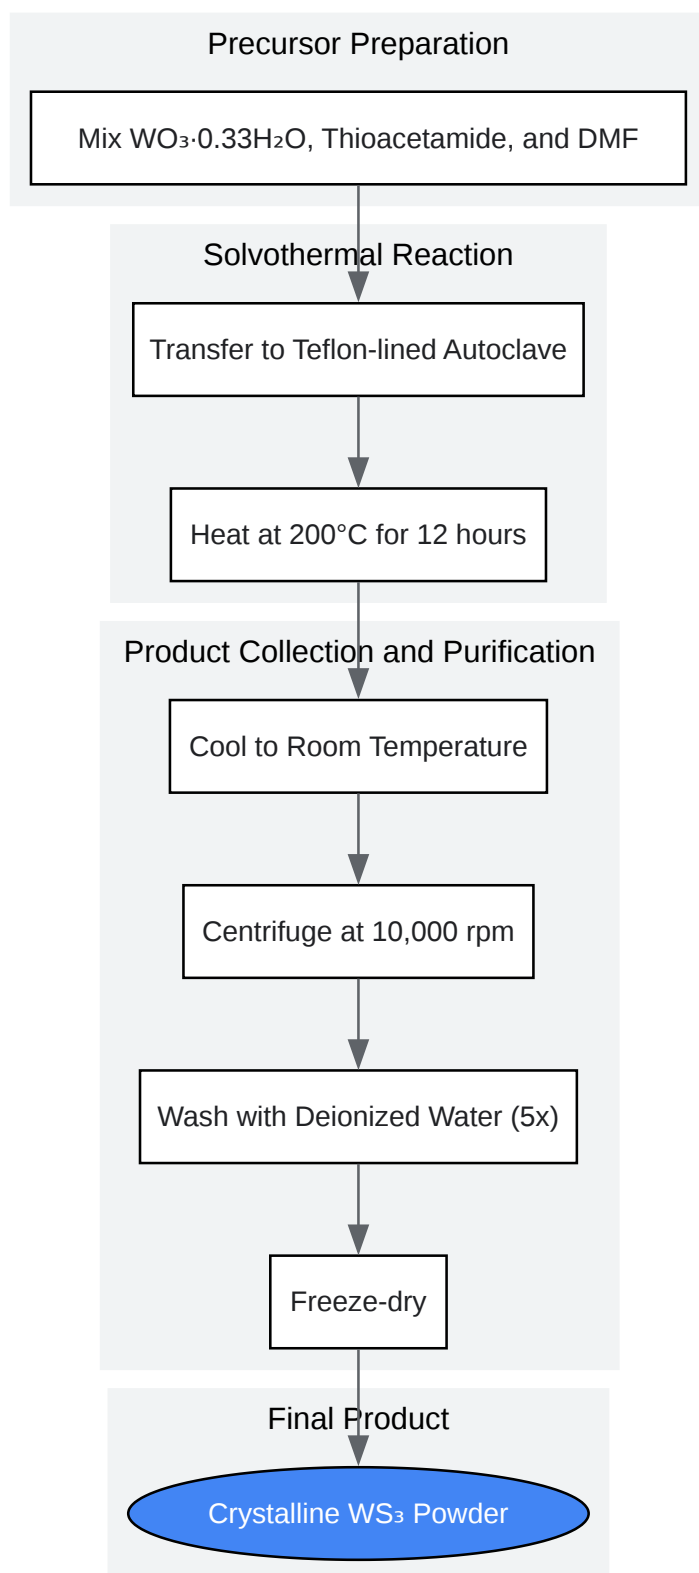 Precursor Preparation
Mix WO₃·0.33H₂O, Thioacetamide, and DMF
Solvothermal Reaction
Transfer to Teflon-lined Autoclave
Heat at 200°C for 12 hours
Product Collection and Purification
Cool to Room Temperature
Centrifuge at 10,000 rpm
Wash with Deionized Water (5x)
Freeze-dry
Final Product
Crystalline WS₃ Powder